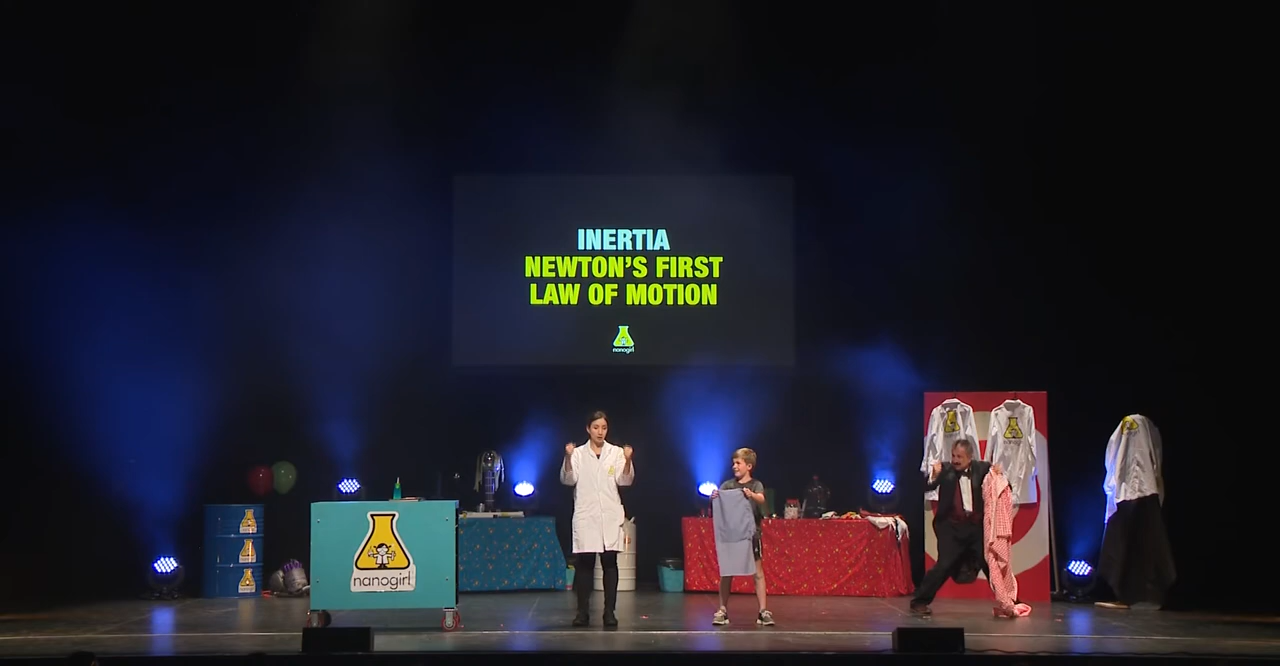 INERTIA
NEWTON'S FIRST
LAW OF MOTION
nanogirl
nanogirl